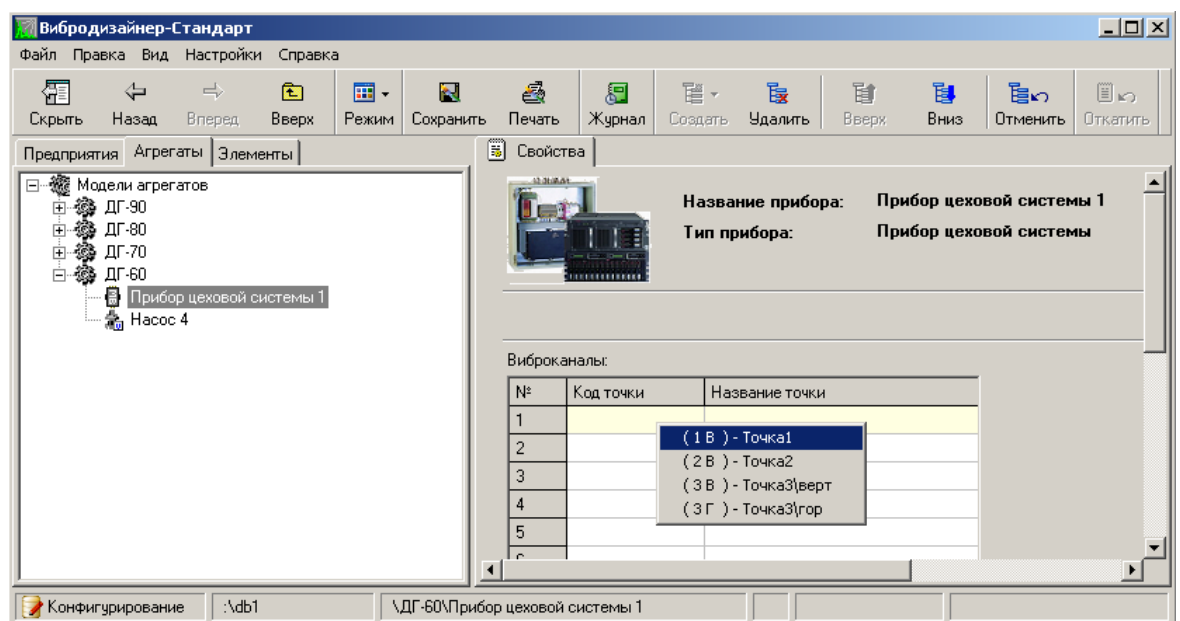 Вибродизайнер-Стандарт
Файл Правка Вид Настройки Справка
Скрыть Назад Вперед Вверх Режим Сохранить Печать Журнал Создать Удалить Вверх Вниз Отменить Откатить
Предприятия Агрегаты Элементы
Свойства
Модели агрегатов
ДГ-90
ДГ-80
ДГ-70
ДГ-60
Прибор цеховой системы 1
Насос 4
Название прибора: Прибор цеховой системы 1
Тип прибора: Прибор цеховой системы
Виброканалы:
№ Код точки Название точки
1
2
3
4
5
( 1 В ) - Точка1
( 2 В ) - Точка2
( 3 В ) - Точка3\верт
( 3 Г ) - Точка3\гор
Конфигурирование :\db1 \ДГ-60\Прибор цеховой системы 1